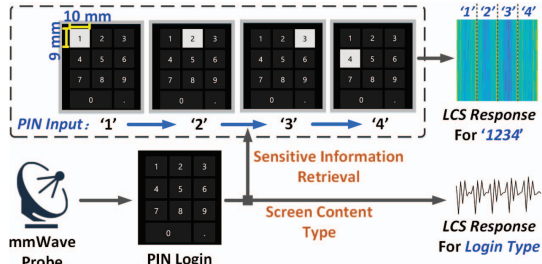 10 mm
9 mm
1 2 3
4 5 6
7 8 9
0 .
1 2 3
4 5 6
7 8 9
0 .
1 2 3
4 5 6
7 8 9
0 .
1 2 3
4 5 6
7 8 9
0 .
PIN Input: '1' '2' '3' '4'
'1' '2' '3' '4'
LCS Response
For '1234'
Sensitive Information
Retrieval
1 2 3
4 5 6
7 8 9
0 .
Screen Content
Type
mmWave
Probe
PIN Login
LCS Response
For Login Type